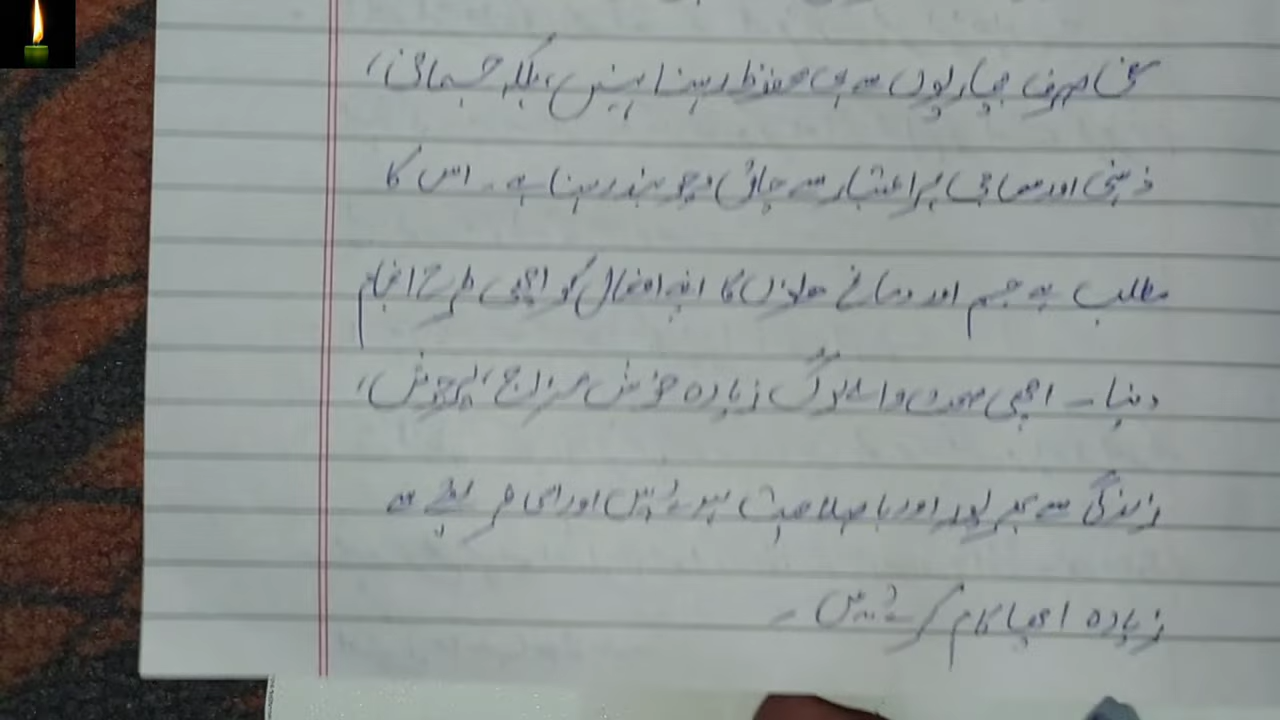 صرف بیماریوں سے ہی محفوظ رہنا نہیں، بلکہ جسمانی،
ذہنی اور سماجی ہر اعتبار سے چاق و چوبند رہنا ہے۔ اس کا
مطلب ہے جسم اور دماغ دونوں کا اپنے افعال کو اچھی طرح انجام
دینا۔ اچھی صحت والے لوگ زیادہ خوش مزاج، پرجوش،
زندگی سے بھرپور اور باصلاحیت ہوتے ہیں اور اسی طریقے سے
زیادہ اچھا کام کرتے ہیں۔